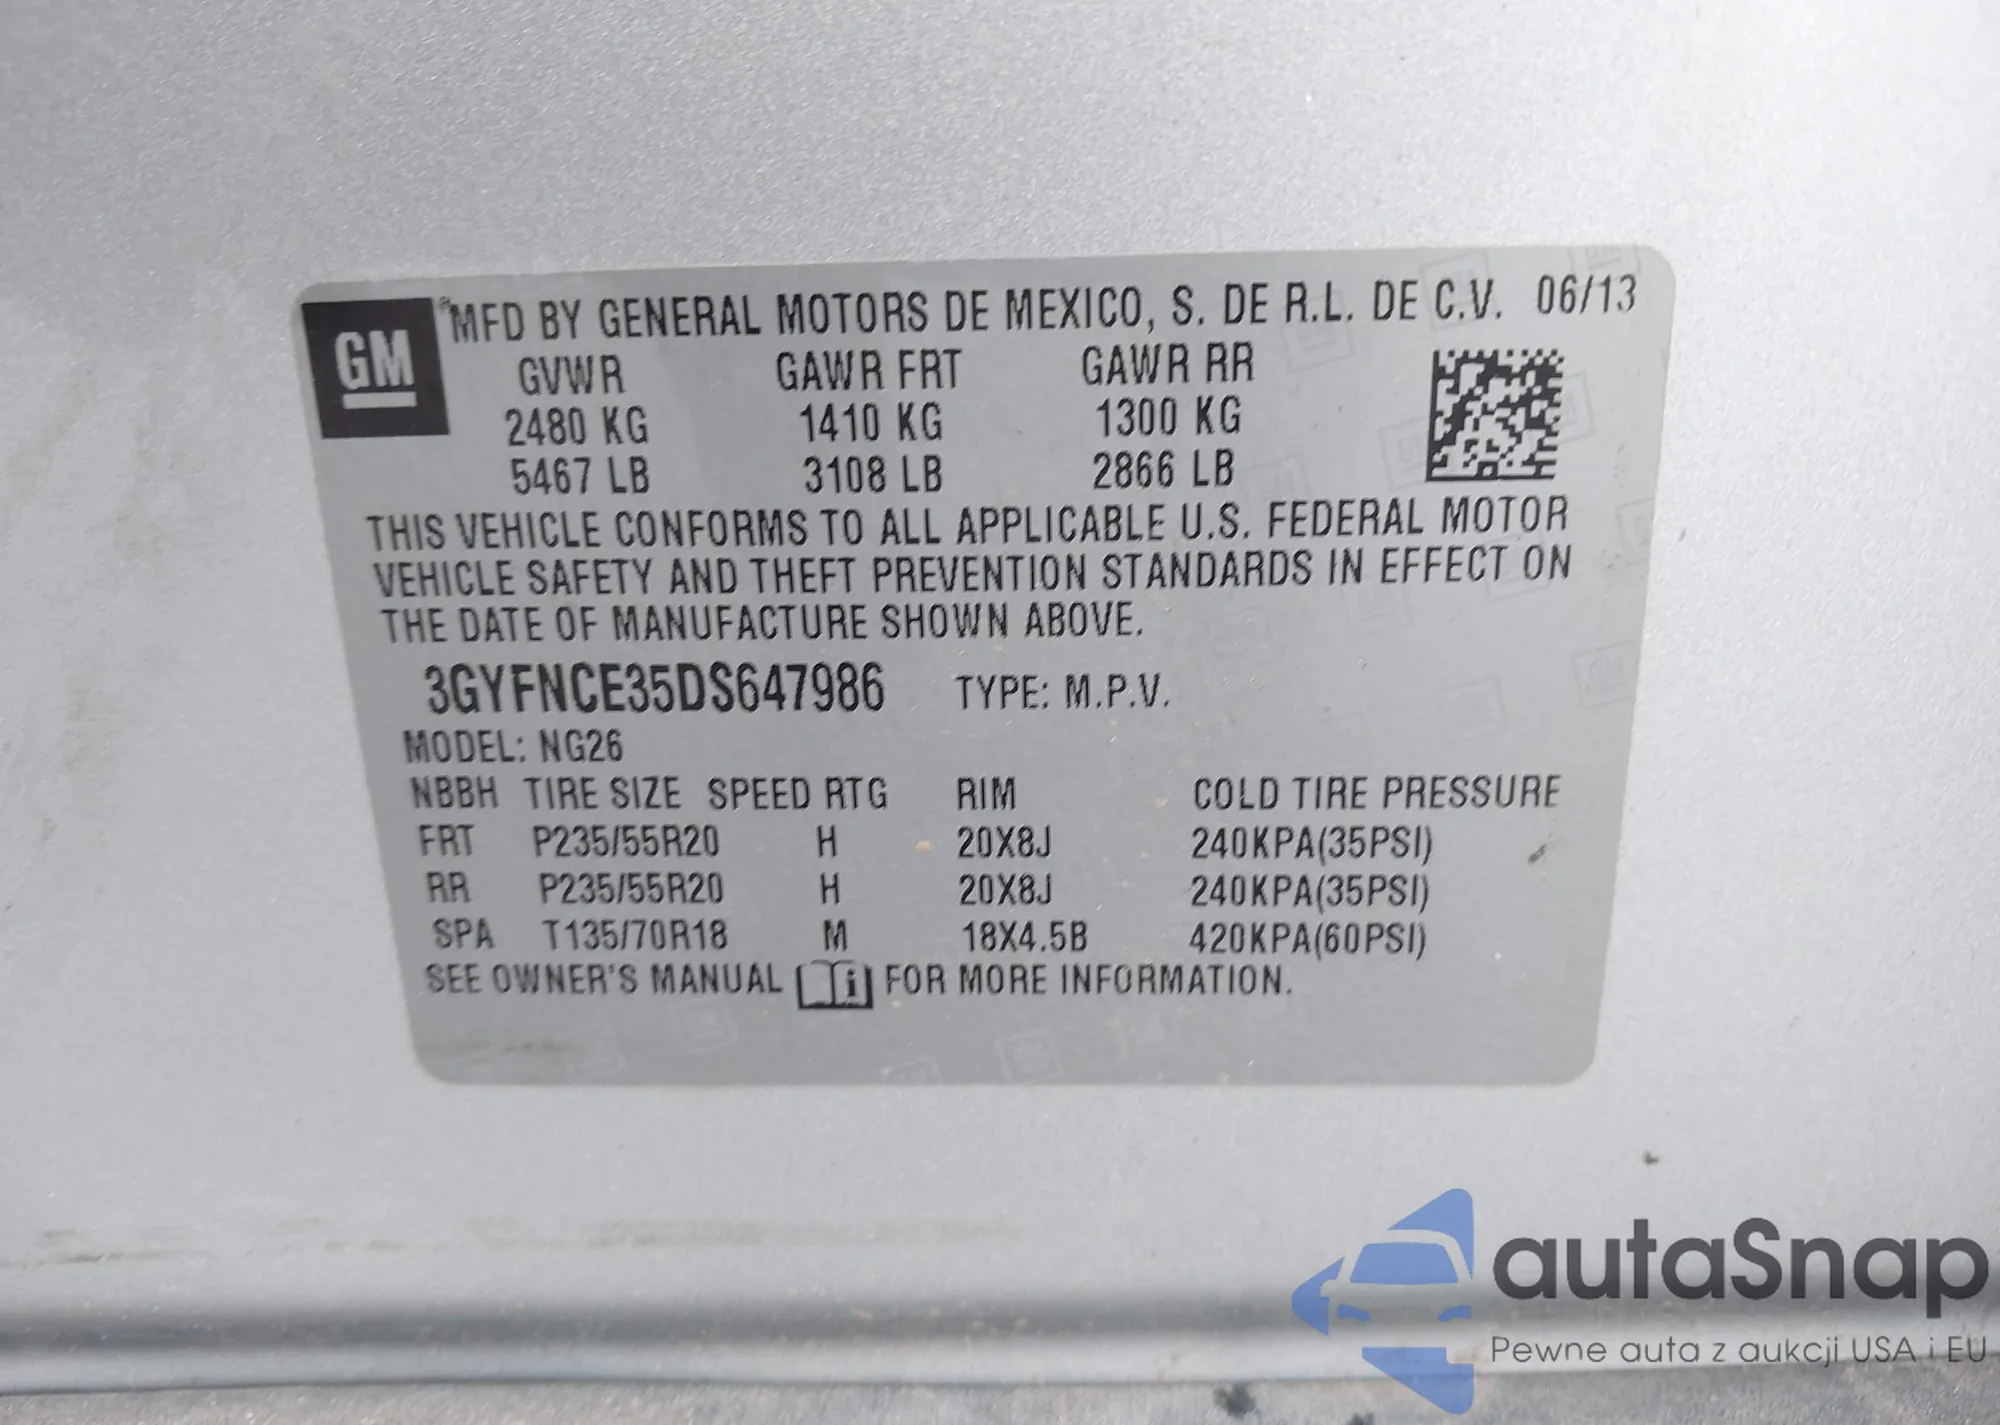 GM
®MFD BY GENERAL MOTORS DE MEXICO, S. DE R.L. DE C.V. 06/13
GVWR GAWR FRT GAWR RR
2480 KG 1410 KG 1300 KG
5467 LB 3108 LB 2866 LB
THIS VEHICLE CONFORMS TO ALL APPLICABLE U.S. FEDERAL MOTOR
VEHICLE SAFETY AND THEFT PREVENTION STANDARDS IN EFFECT ON
THE DATE OF MANUFACTURE SHOWN ABOVE.
3GYFNCE35DS647986 TYPE: M.P.V.
MODEL: NG26
NBBH TIRE SIZE SPEED RTG RIM COLD TIRE PRESSURE
FRT P235/55R20 H 20X8J 240KPA(35PSI)
RR P235/55R20 H 20X8J 240KPA(35PSI)
SPA T135/70R18 M 18X4.5B 420KPA(60PSI)
SEE OWNER'S MANUAL i FOR MORE INFORMATION.
autaSnap
Pewne auta z aukcji USA i EU